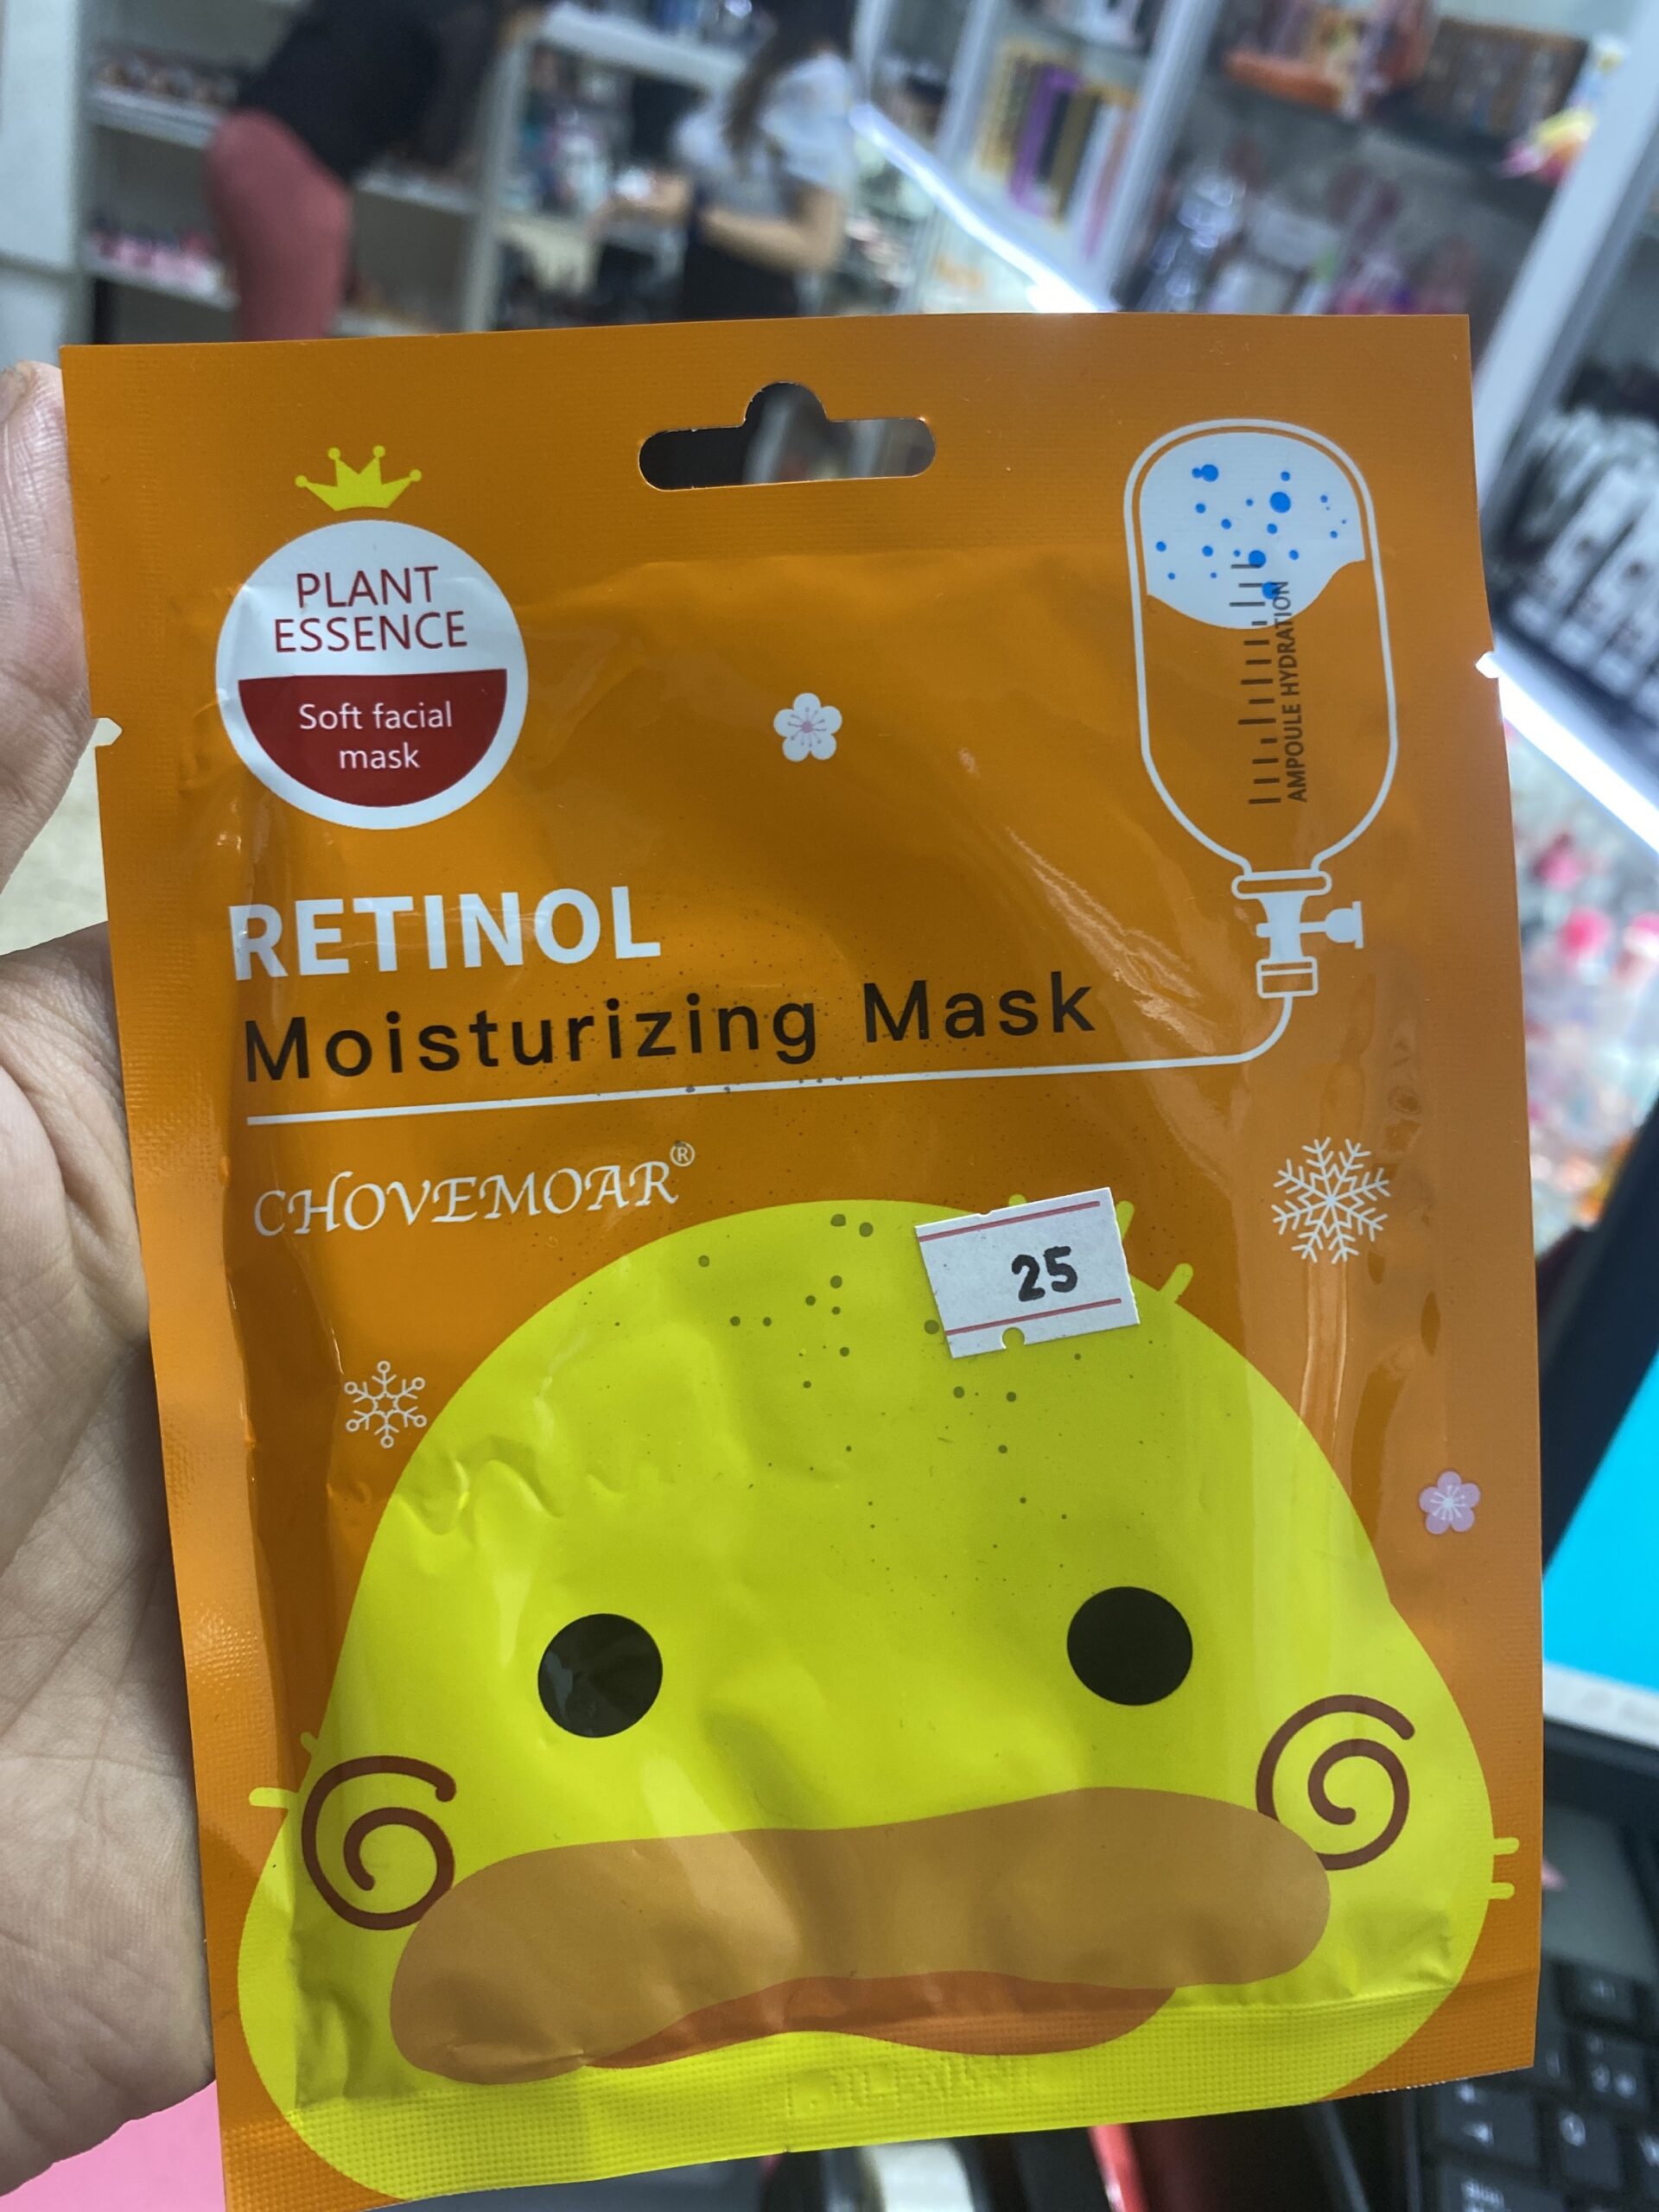 PLANT
ESSENCE
Soft facial
mask
AMPOULE HYDRATION
RETINOL
Moisturizing Mask
CHOVEMOAR®
25